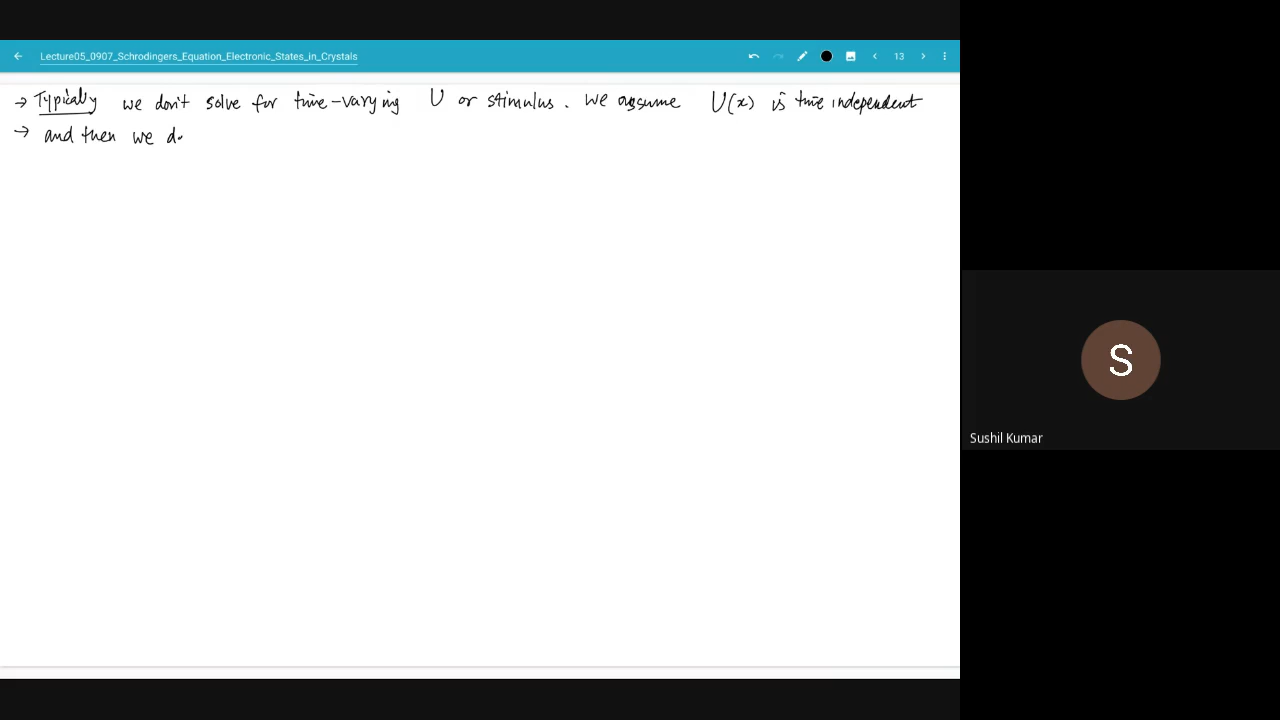 Lecture05_0907_Schrodingers_Equation_Electronic_States_in_Crystals
13
→ Typically we don't solve for time-varying U or stimulus. We assume U(x) is time independent
→ and then we d
S
Sushil Kumar